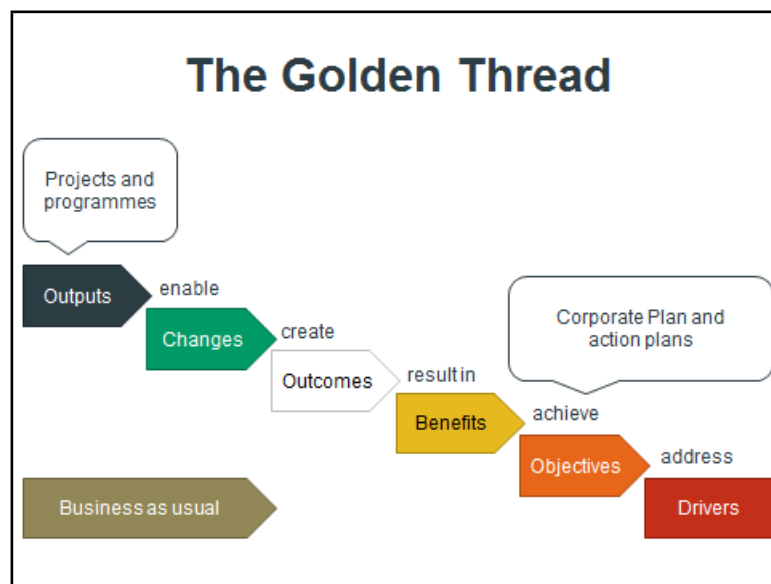 The Golden Thread
Projects and
programmes
Outputs
enable
Changes
create
Outcomes
result in
Benefits
Corporate Plan and
action plans
achieve
Objectives
address
Drivers
Business as usual